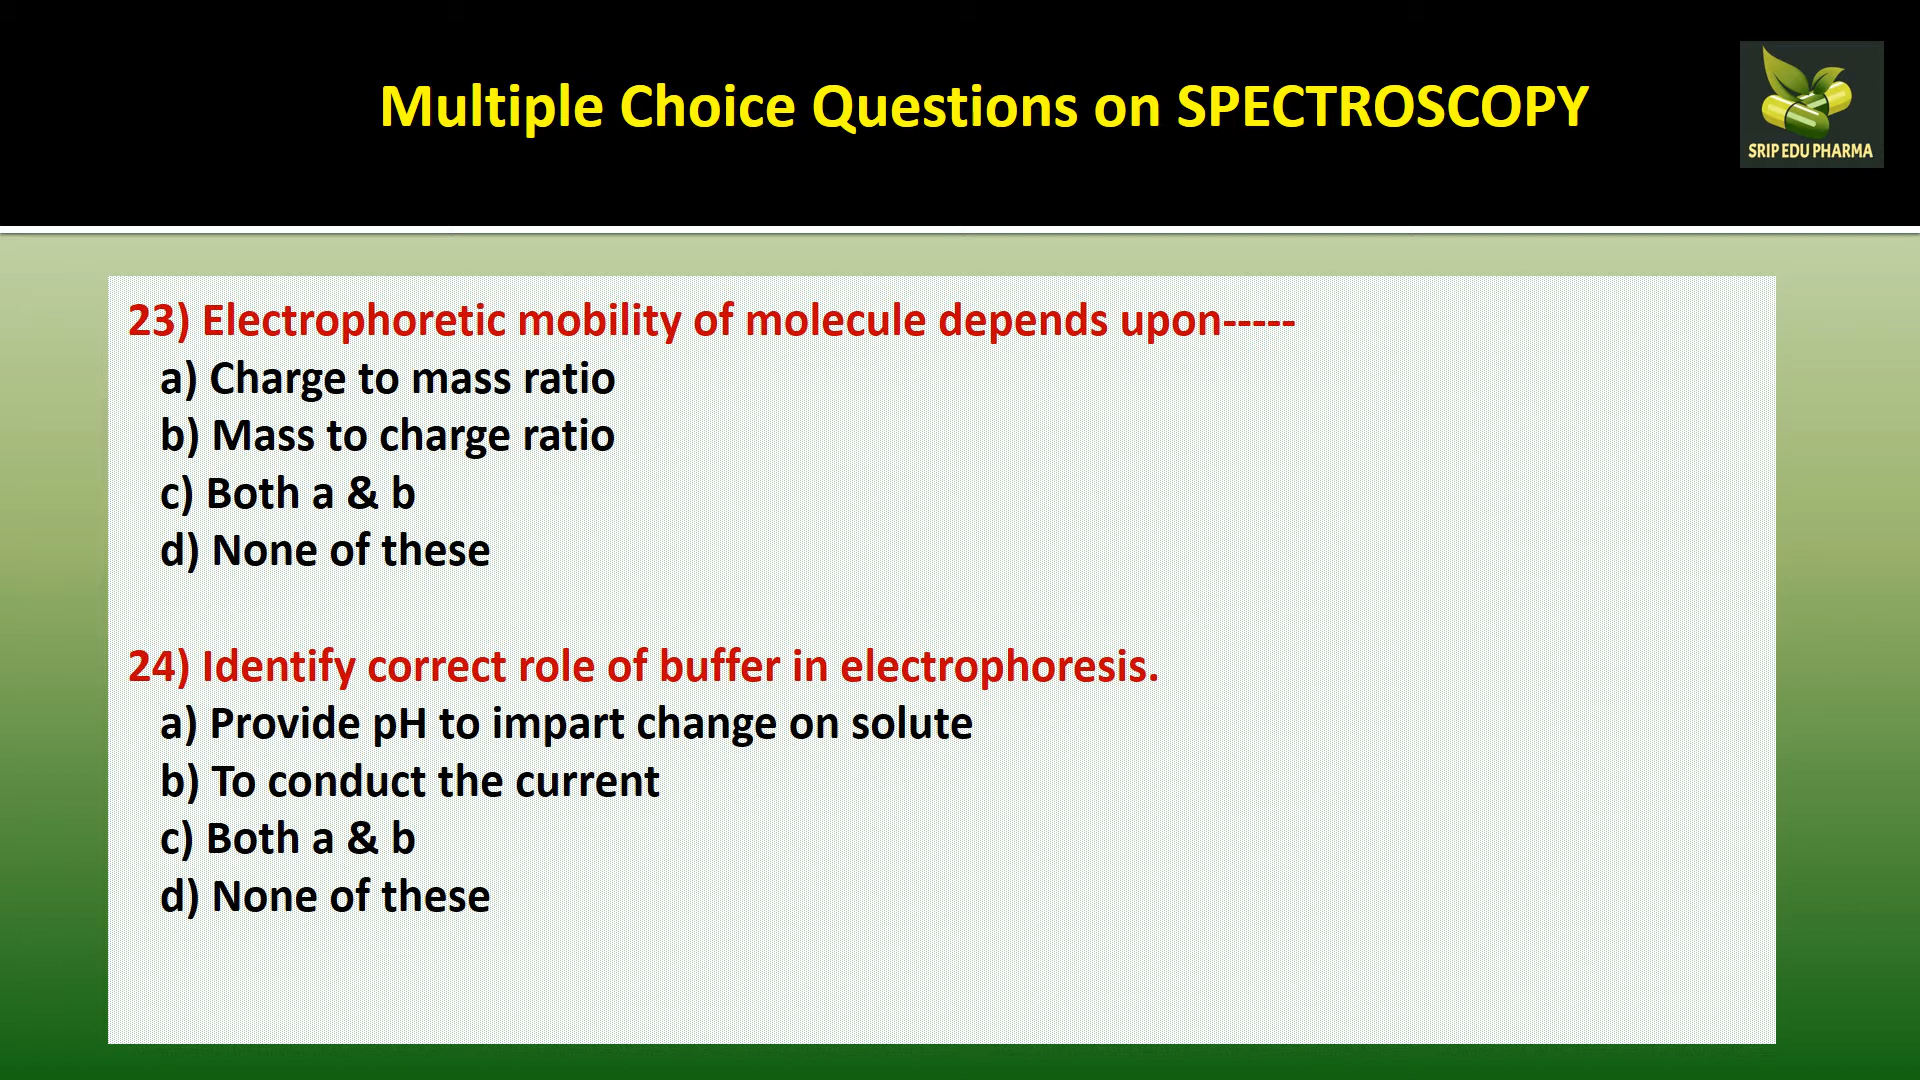 Multiple Choice Questions on SPECTROSCOPY
SRIP EDU PHARMA
23) Electrophoretic mobility of molecule depends upon-----
a) Charge to mass ratio
b) Mass to charge ratio
c) Both a & b
d) None of these
24) Identify correct role of buffer in electrophoresis.
a) Provide pH to impart change on solute
b) To conduct the current
c) Both a & b
d) None of these